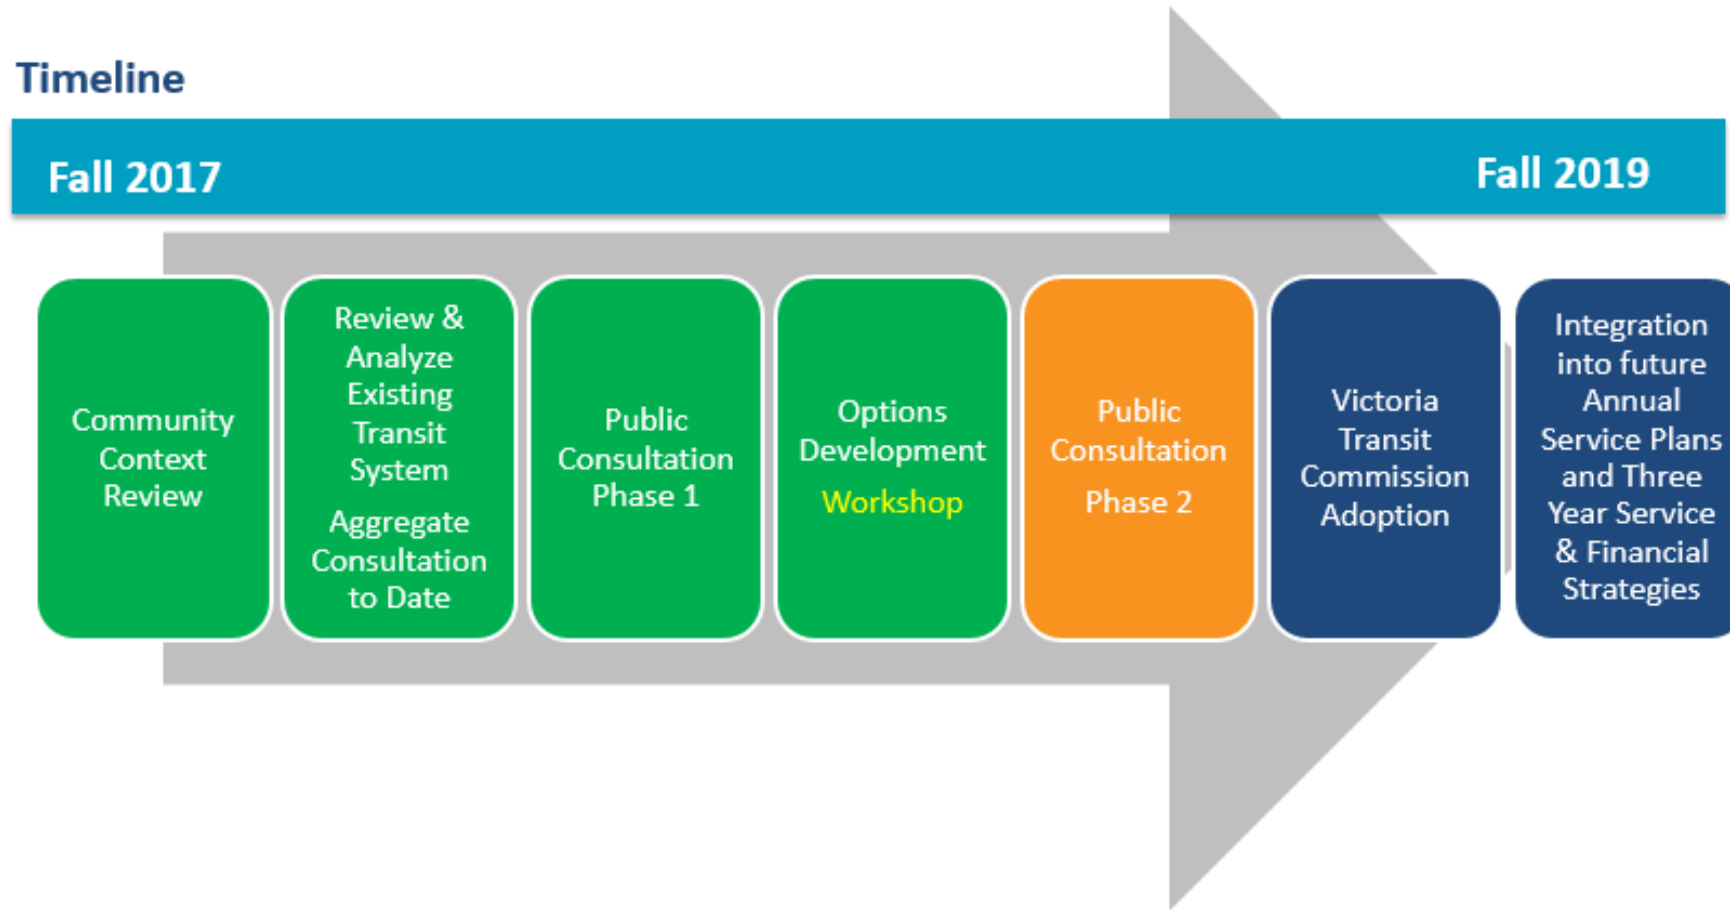 Timeline
Fall 2017
Fall 2019
Community
Context
Review
Review &
Analyze
Existing
Transit
System
Aggregate
Consultation
to Date
Public
Consultation
Phase 1
Options
Development
Workshop
Public
Consultation
Phase 2
Victoria
Transit
Commission
Adoption
Integration
into future
Annual
Service Plans
and Three
Year Service
& Financial
Strategies